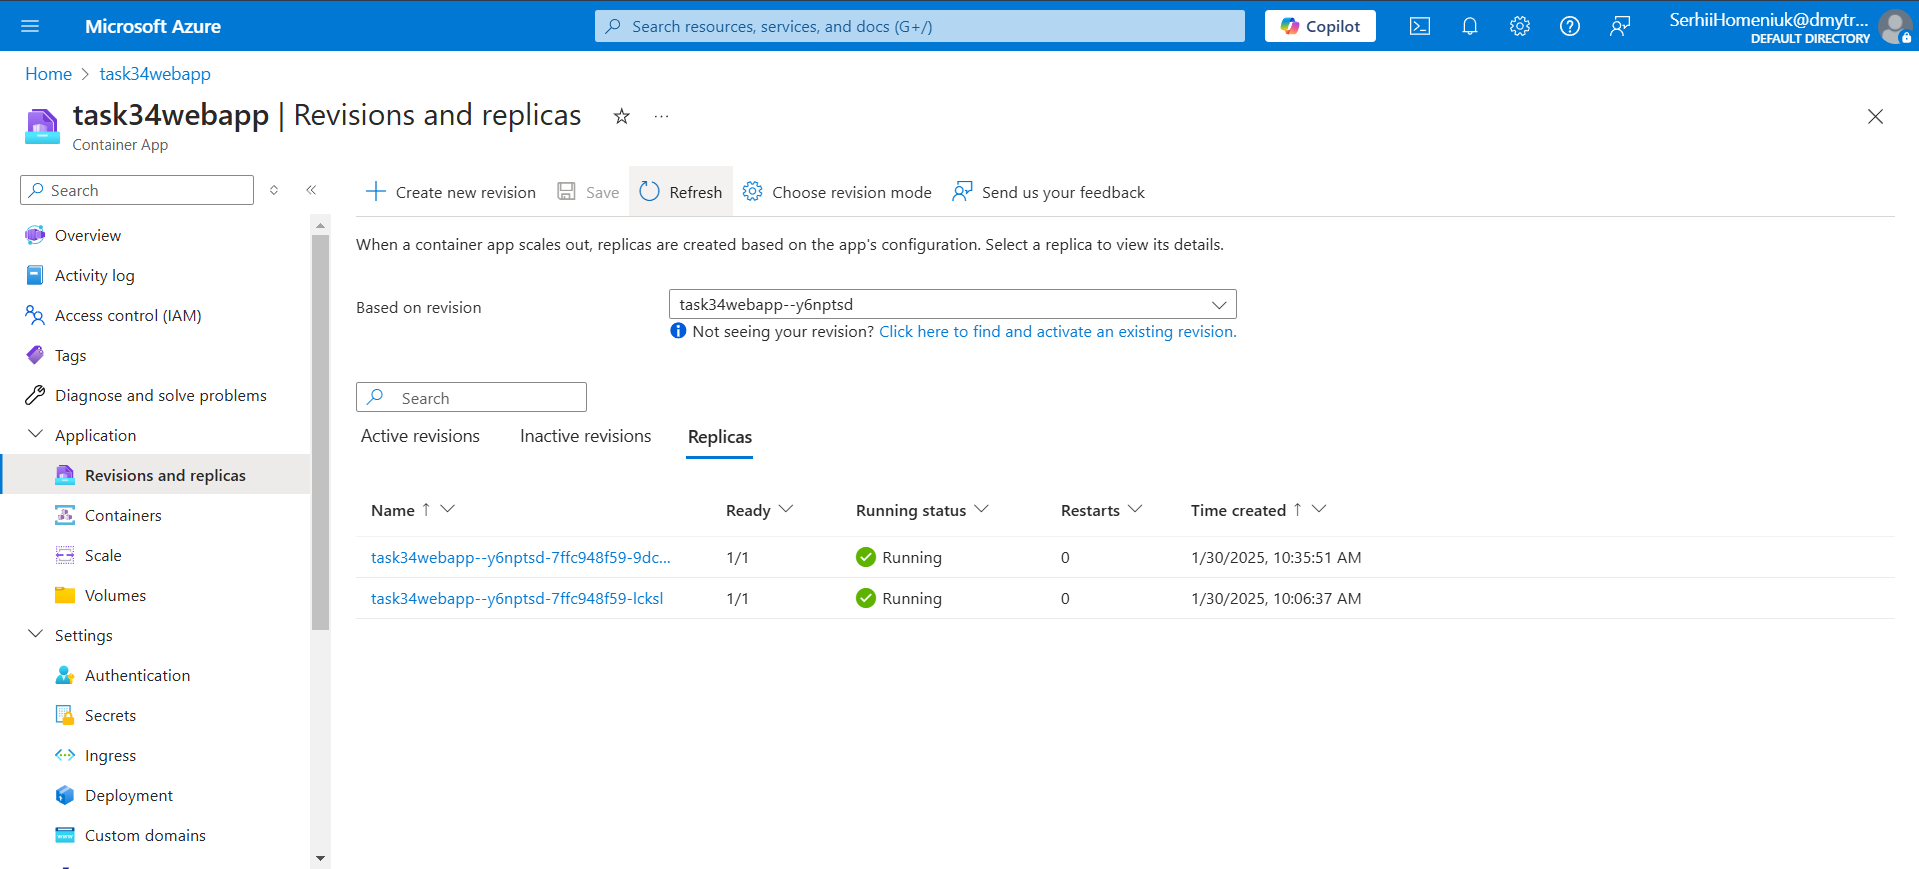 Microsoft Azure
Search resources, services, and docs (G+/)
Copilot
SerhiiHomeniuk@dmytr...
DEFAULT DIRECTORY
Home > task34webapp
task34webapp | Revisions and replicas
Container App
Search
Overview
Activity log
Access control (IAM)
Tags
Diagnose and solve problems
Application
Revisions and replicas
Containers
Scale
Volumes
Settings
Authentication
Secrets
Ingress
Deployment
Custom domains
Create new revision Save Refresh Choose revision mode Send us your feedback
When a container app scales out, replicas are created based on the app's configuration. Select a replica to view its details.
Based on revision task34webapp--y6nptsd
Not seeing your revision? Click here to find and activate an existing revision.
Search
Active revisions Inactive revisions Replicas
Name ↑ Ready Running status Restarts Time created ↑
task34webapp--y6nptsd-7ffc948f59-9dc... 1/1 Running 0 1/30/2025, 10:35:51 AM
task34webapp--y6nptsd-7ffc948f59-lcksl 1/1 Running 0 1/30/2025, 10:06:37 AM